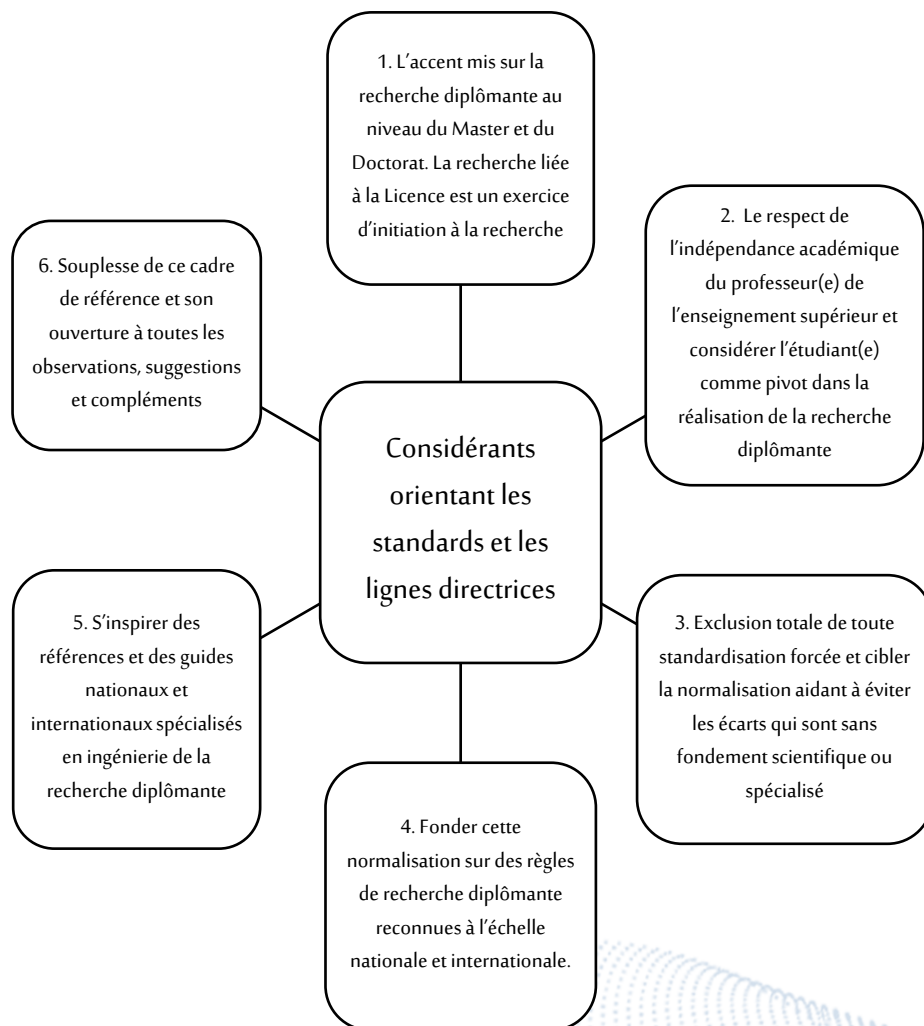 1. L'accent mis sur la
recherche diplômante au
niveau du Master et du
Doctorat. La recherche liée
à la Licence est un exercice
d'initiation à la recherche
2. Le respect de
l'indépendance académique
du professeur(e) de
l'enseignement supérieur et
considérer l'étudiant(e)
comme pivot dans la
réalisation de la recherche
diplômante
3. Exclusion totale de toute
standardisation forcée et cibler
la normalisation aidant à éviter
les écarts qui sont sans
fondement scientifique ou
spécialisé
4. Fonder cette
normalisation sur des règles
de recherche diplômante
reconnues à l'échelle
nationale et internationale.
5. S'inspirer des
références et des guides
nationaux et
internationaux spécialisés
en ingénierie de la
recherche diplômante
6. Souplesse de ce cadre
de référence et son
ouverture à toutes les
observations, suggestions
et compléments
Considérants
orientant les
standards et les
lignes directrices